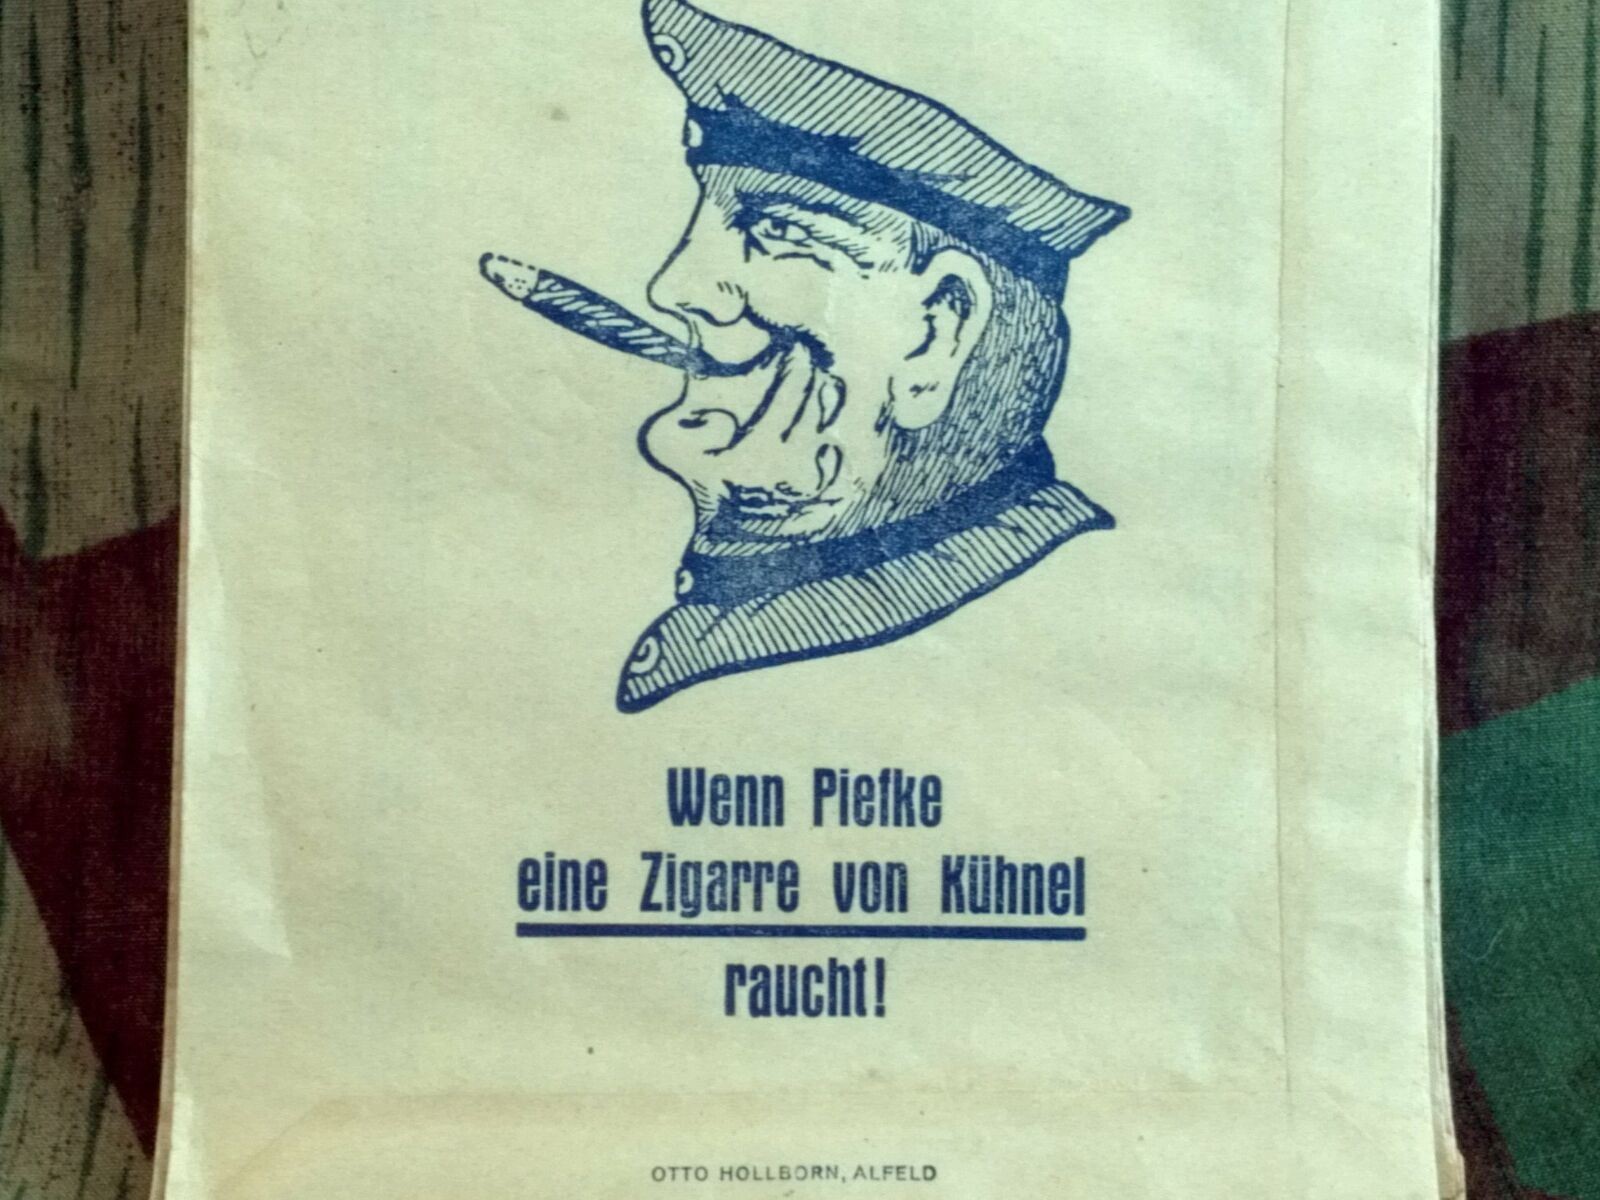 Wenn Piefke
eine Zigarre von Kühnel
raucht!
OTTO HOLLBORN, ALFELD